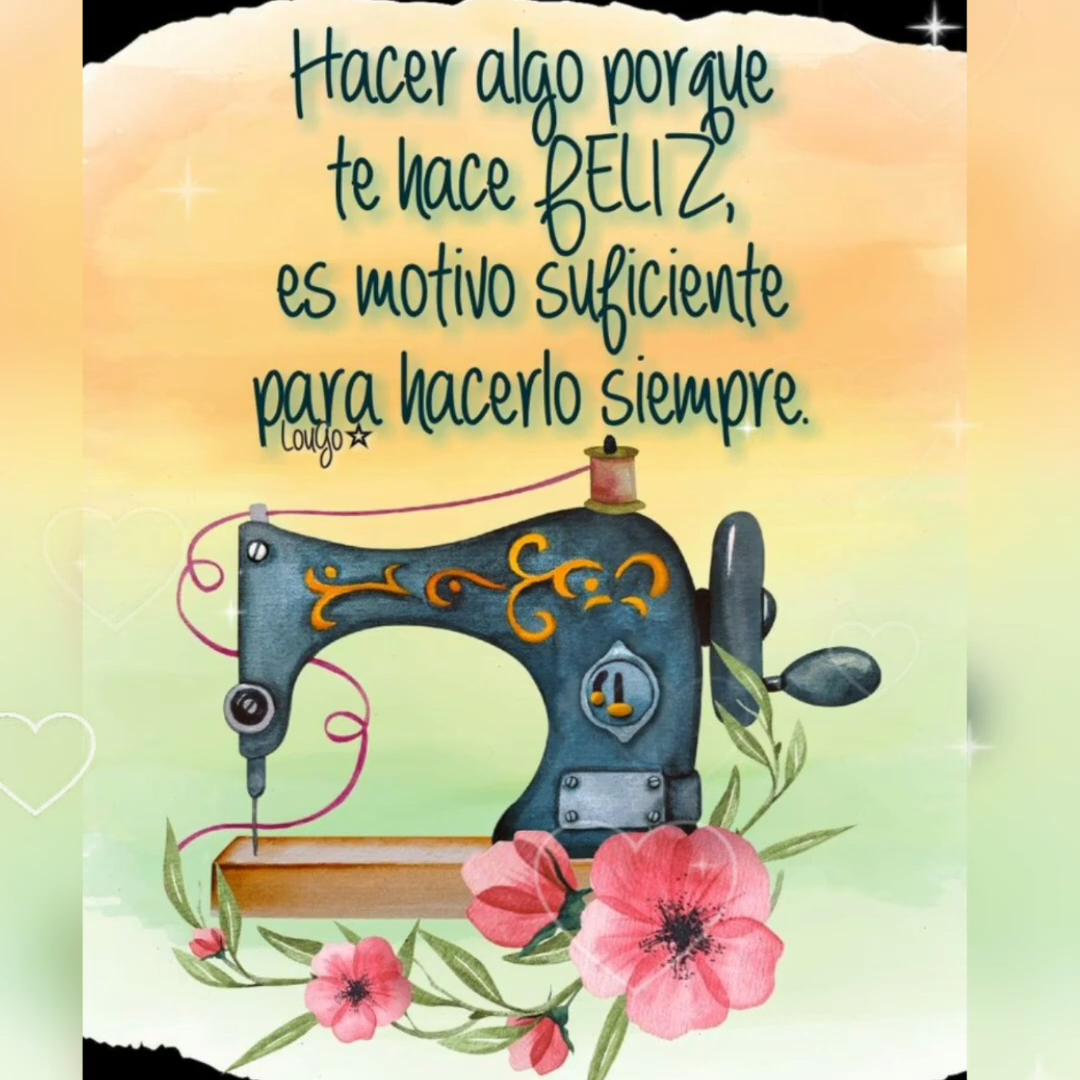 Hacer algo porque
te hace FELIZ,
es motivo suficiente
para hacerlo siempre.
LouGo☆